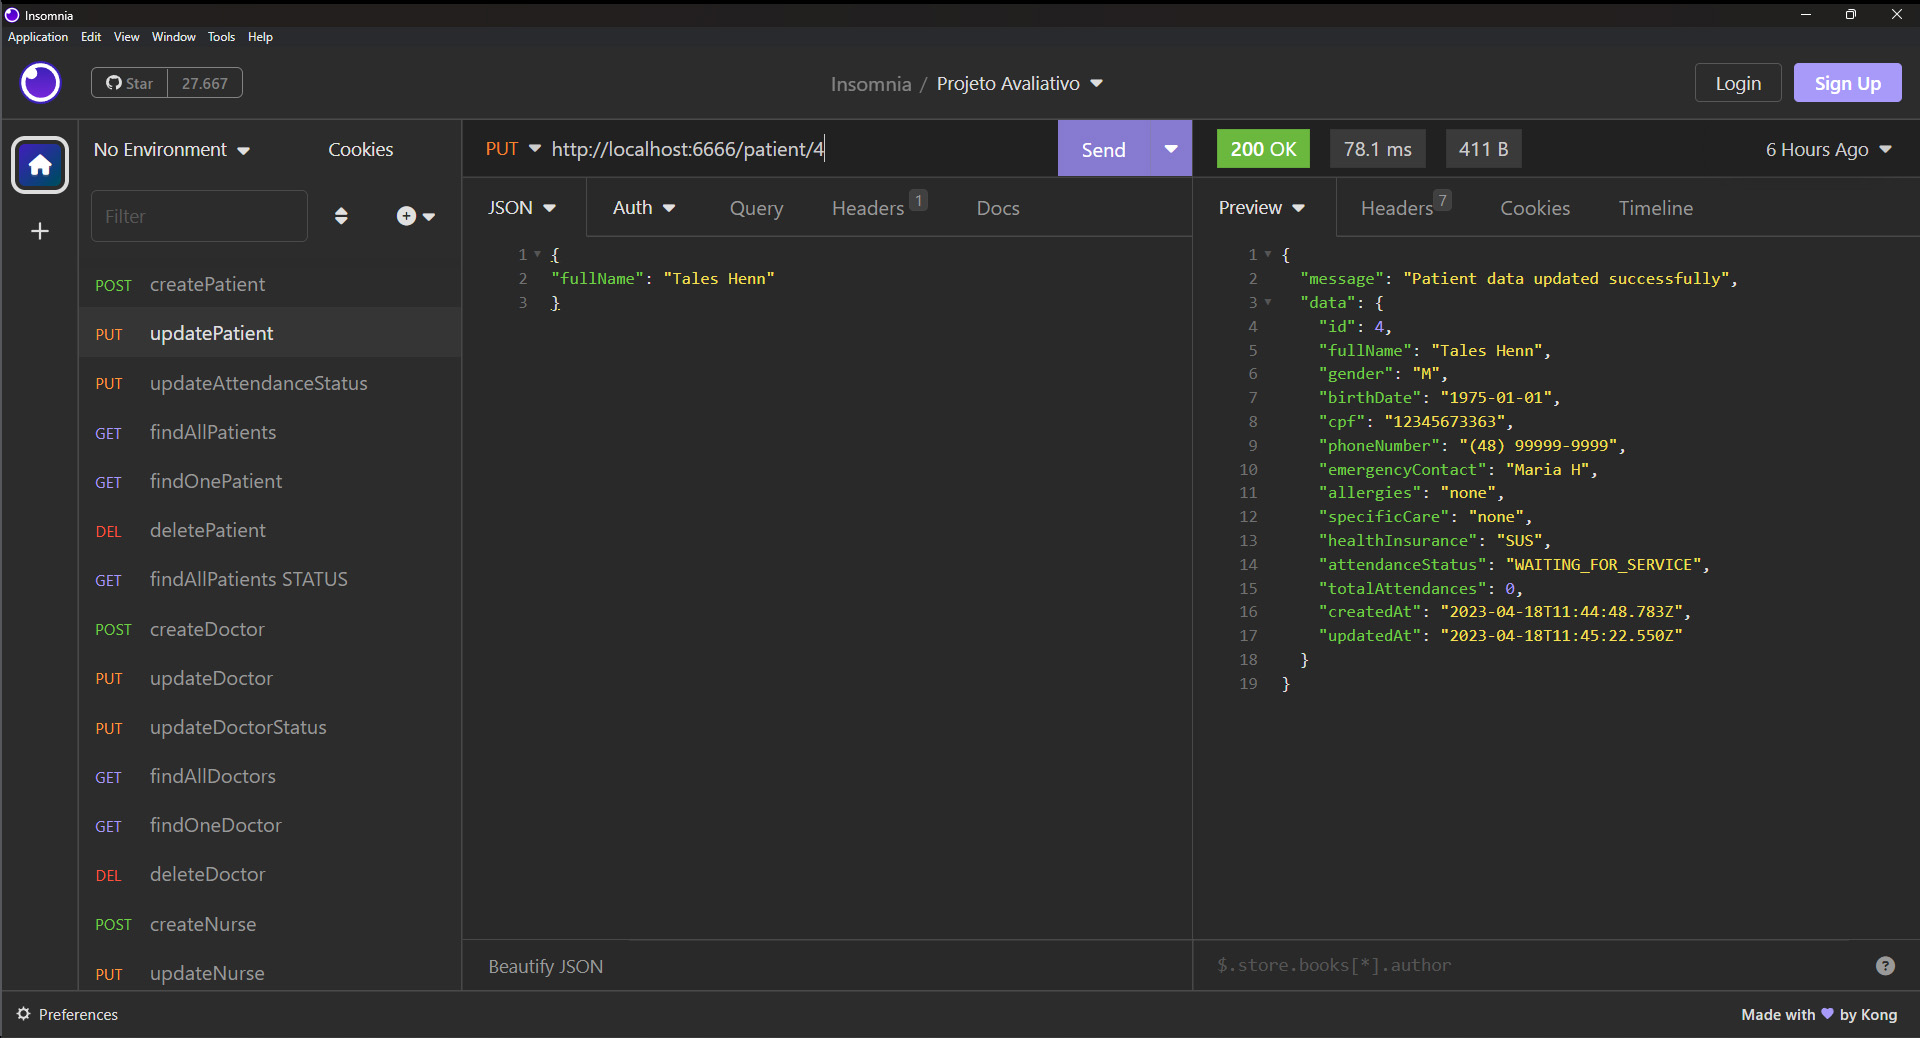 Insomnia
Application Edit View Window Tools Help
Star 27.667
Insomnia / Projeto Avaliativo
Login Sign Up
No Environment Cookies
Filter
POST createPatient
PUT updatePatient
PUT updateAttendanceStatus
GET findAllPatients
GET findOnePatient
DEL deletePatient
GET findAllPatients STATUS
POST createDoctor
PUT updateDoctor
PUT updateDoctorStatus
GET findAllDoctors
GET findOneDoctor
DEL deleteDoctor
POST createNurse
PUT updateNurse
PUT http://localhost:6666/patient/4 Send
JSON Auth Query Headers 1 Docs
1 {
2 "fullName": "Tales Henn"
3 }
Beautify JSON
200 OK 78.1 ms 411 B 6 Hours Ago
Preview Headers 7 Cookies Timeline
1 {
2 "message": "Patient data updated successfully",
3 "data": {
4 "id": 4,
5 "fullName": "Tales Henn",
6 "gender": "M",
7 "birthDate": "1975-01-01",
8 "cpf": "12345673363",
9 "phoneNumber": "(48) 99999-9999",
10 "emergencyContact": "Maria H",
11 "allergies": "none",
12 "specificCare": "none",
13 "healthInsurance": "SUS",
14 "attendanceStatus": "WAITING_FOR_SERVICE",
15 "totalAttendances": 0,
16 "createdAt": "2023-04-18T11:44:48.783Z",
17 "updatedAt": "2023-04-18T11:45:22.550Z"
18 }
19 }
$.store.books[*].author ?
Preferences
Made with 💜 by Kong